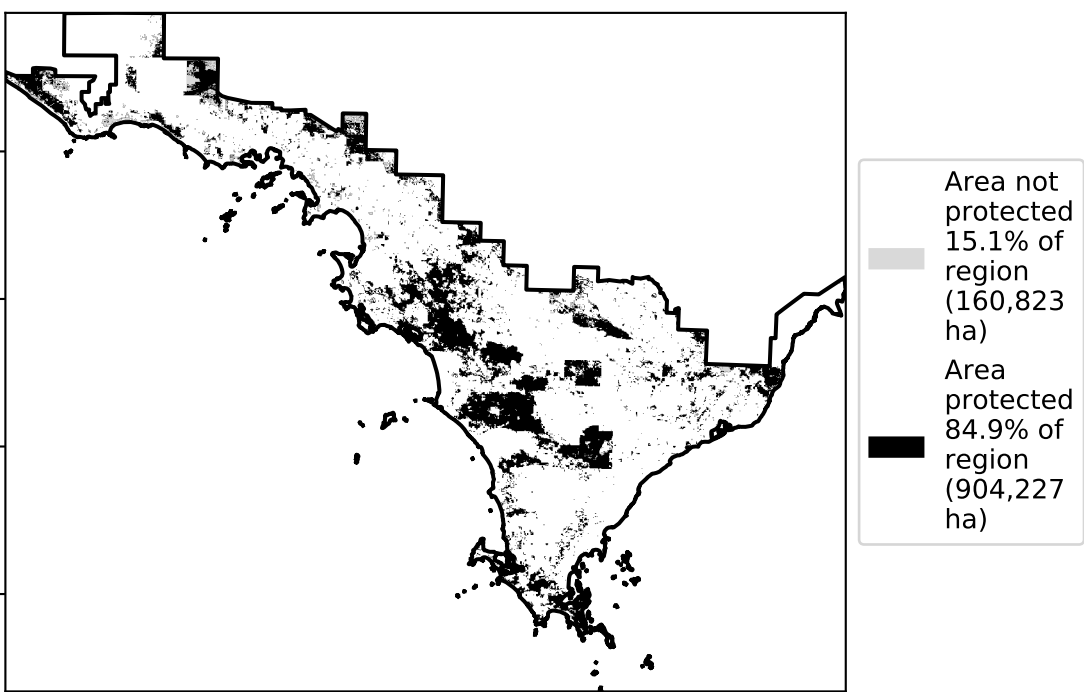 Area not
protected
15.1% of
region
(160,823
ha)
Area
protected
84.9% of
region
(904,227
ha)